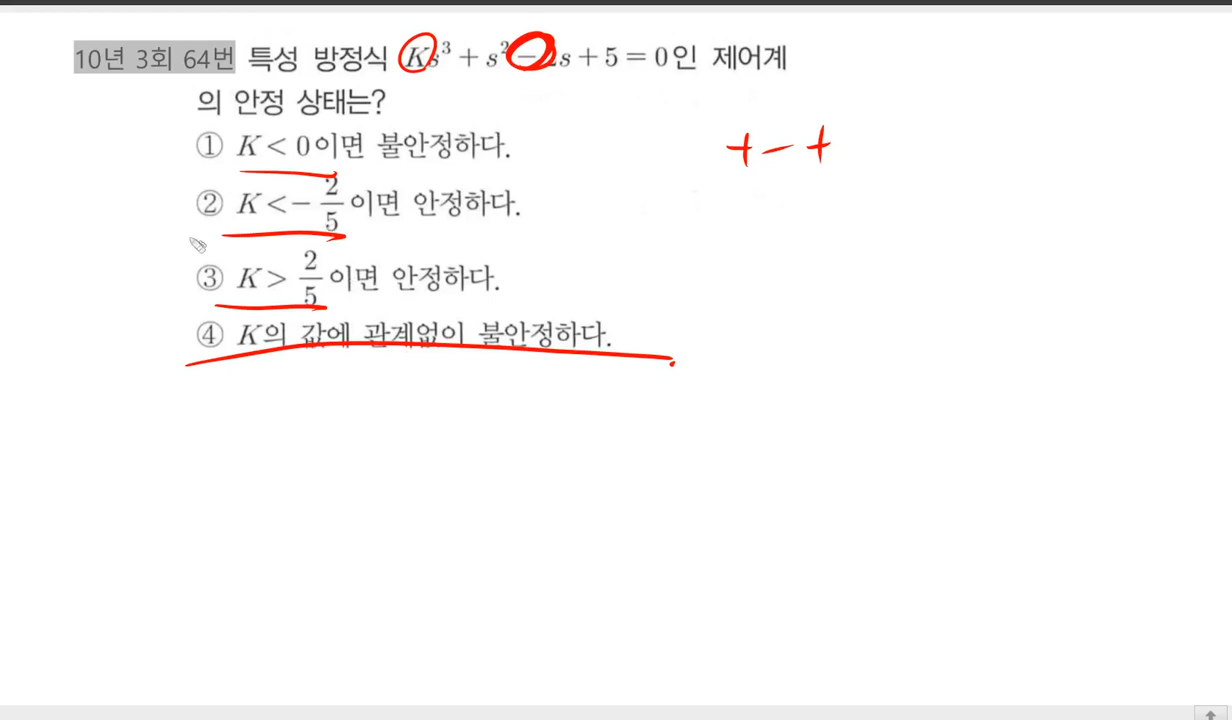 10년 3회 64번 특성 방정식 Ks³ + s² − 2s + 5 = 0인 제어계
의 안정 상태는?
① K < 0이면 불안정하다.
+ − +
② K < − 2/5 이면 안정하다.
③ K > 2/5 이면 안정하다.
④ K의 값에 관계없이 불안정하다.